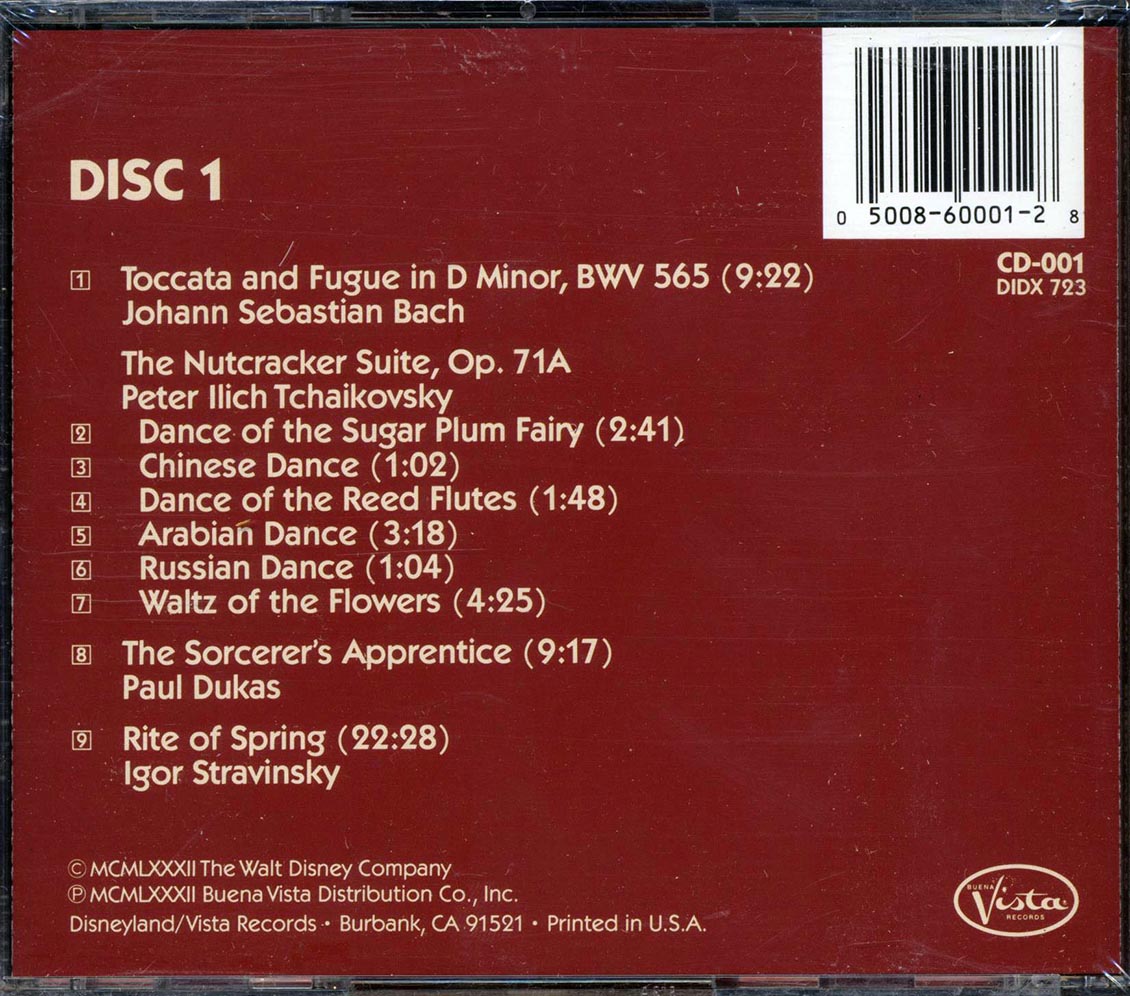 0 5008-60001-2 8
DISC 1
CD-001
DIDX 723
1 Toccata and Fugue in D Minor, BWV 565 (9:22)
Johann Sebastian Bach
The Nutcracker Suite, Op. 71A
Peter Ilich Tchaikovsky
2 Dance of the Sugar Plum Fairy (2:41)
3 Chinese Dance (1:02)
4 Dance of the Reed Flutes (1:48)
5 Arabian Dance (3:18)
6 Russian Dance (1:04)
7 Waltz of the Flowers (4:25)
8 The Sorcerer's Apprentice (9:17)
Paul Dukas
9 Rite of Spring (22:28)
Igor Stravinsky
© MCMLXXXII The Walt Disney Company
℗ MCMLXXXII Buena Vista Distribution Co., Inc.
Disneyland/Vista Records · Burbank, CA 91521 · Printed in U.S.A.
BUENA
Vista
RECORDS